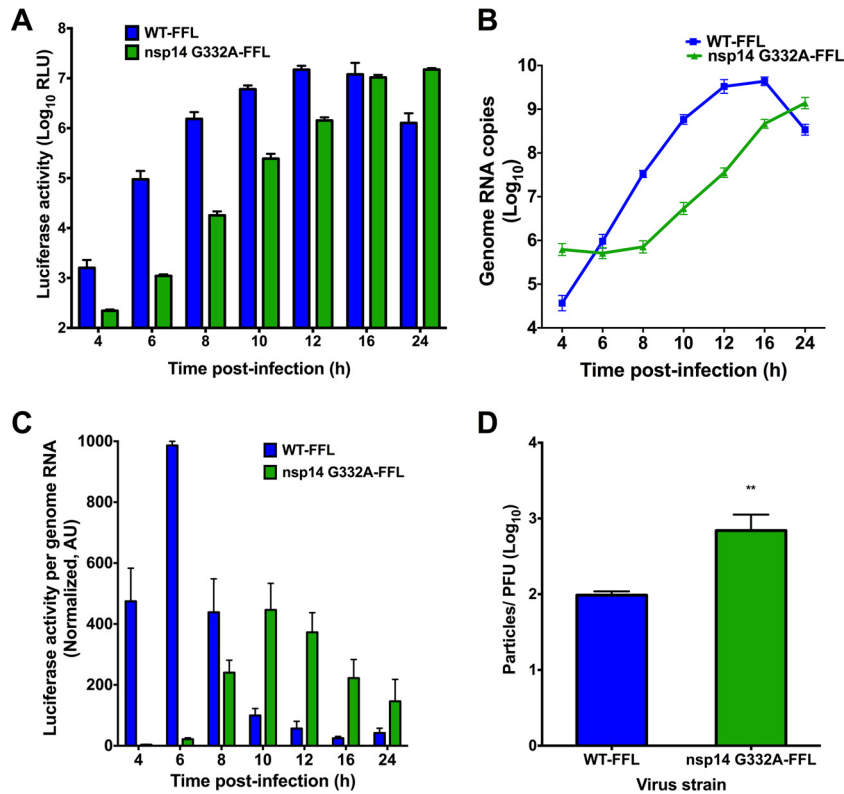 A
WT-FFL
nsp14 G332A-FFL
Luciferase activity (Log10 RLU)
8
7
6
5
4
3
2
4 6 8 10 12 16 24
Time post-infection (h)
B
WT-FFL
nsp14 G332A-FFL
Genome RNA copies
(Log10)
10
9
8
7
6
5
4
4 6 8 10 12 16 24
Time post-infection (h)
C
WT-FFL
nsp14 G332A-FFL
Luciferase activity per genome RNA
(Normalized, AU)
1000
800
600
400
200
0
4 6 8 10 12 16 24
Time post-infection (h)
D
Particles/ PFU (Log10)
4
3
2
1
0
**
WT-FFL nsp14 G332A-FFL
Virus strain